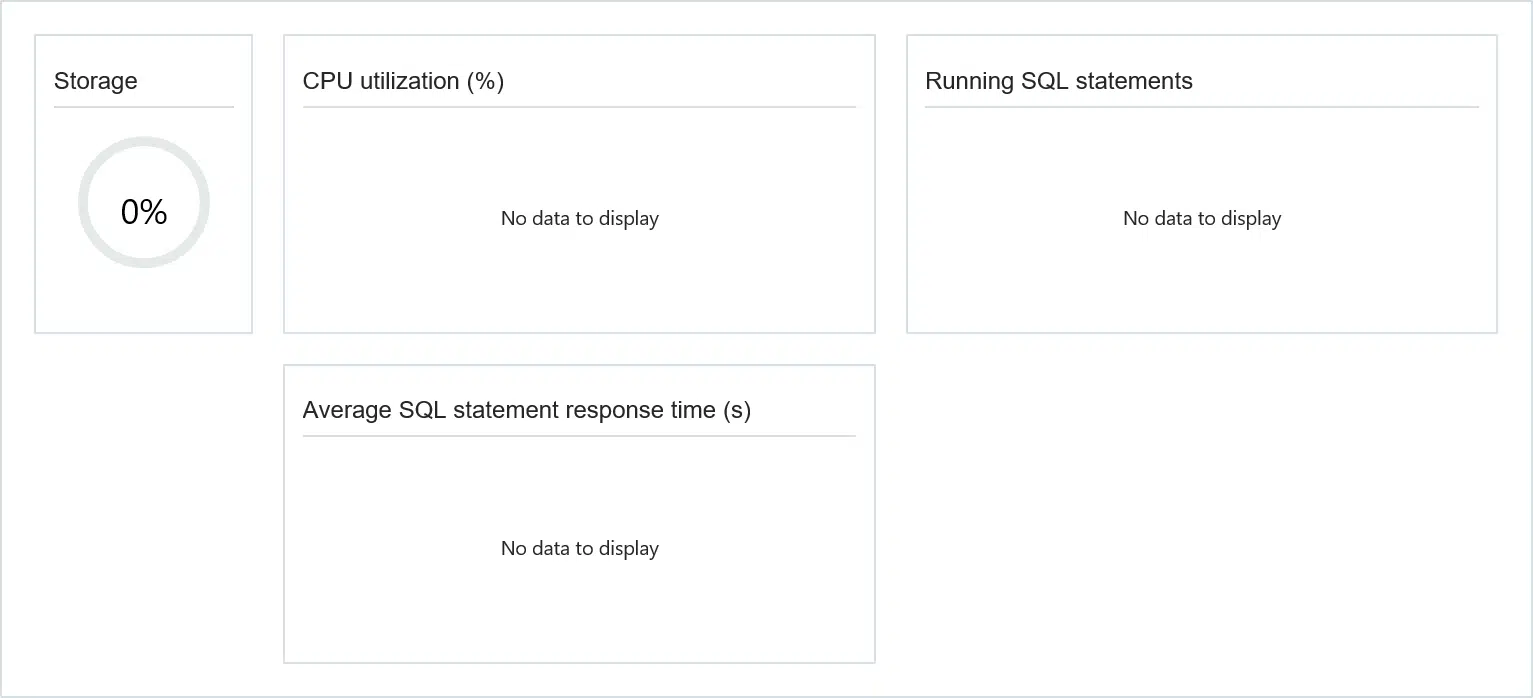 Storage
0%
CPU utilization (%)
No data to display
Running SQL statements
No data to display
Average SQL statement response time (s)
No data to display